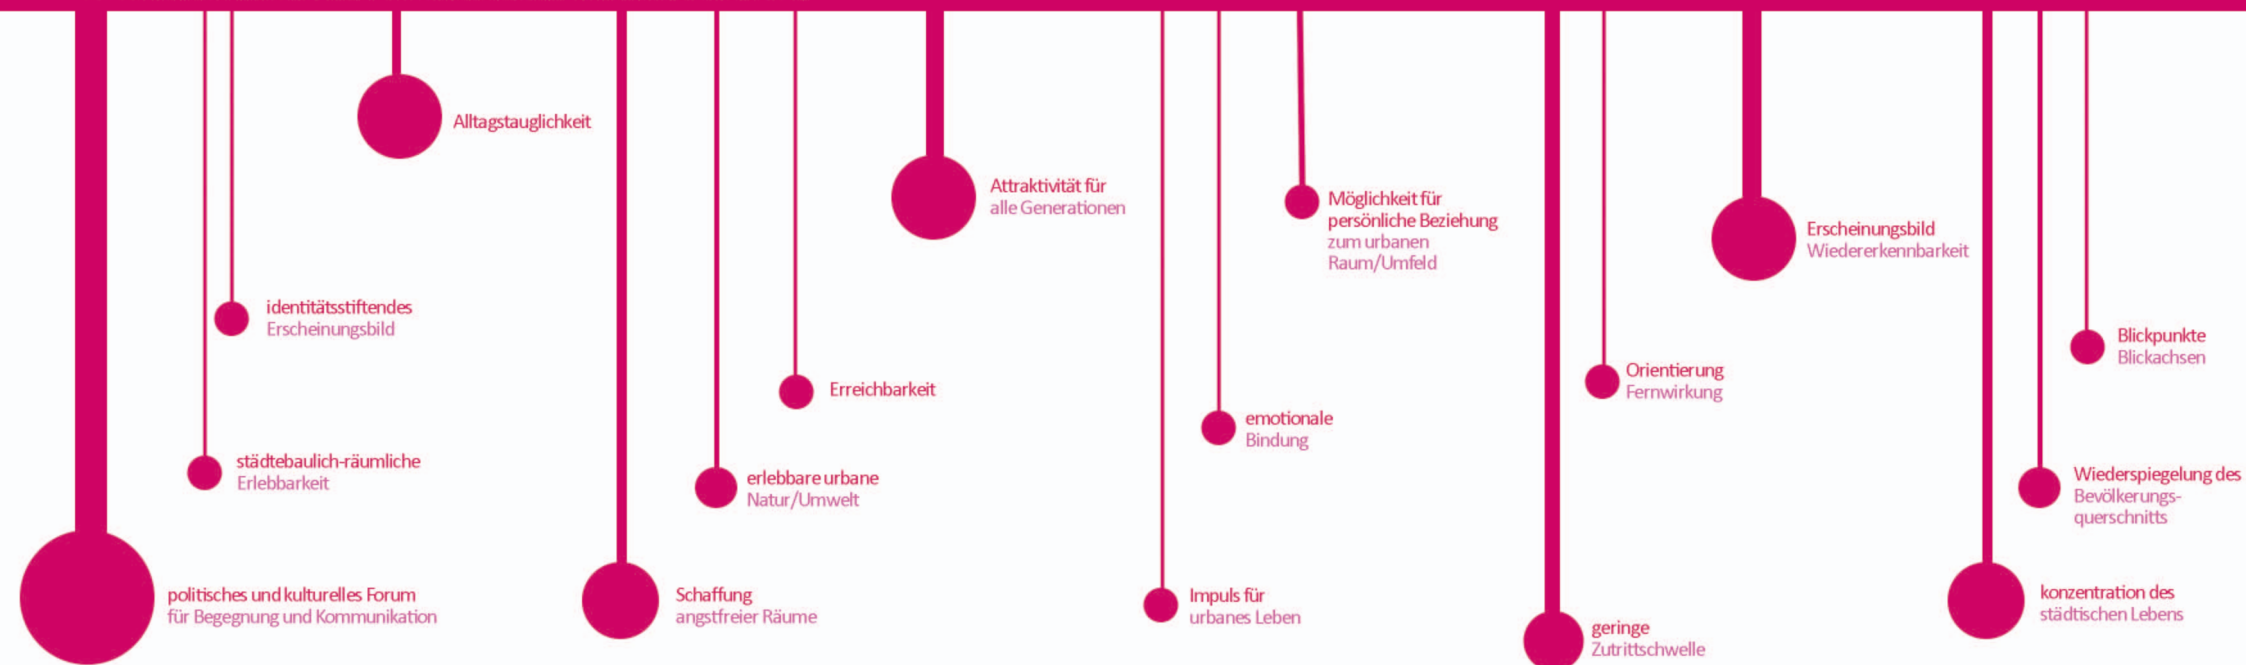 Alltagstauglichkeit
Attraktivität für
alle Generationen
Möglichkeit für
persönliche Beziehung
zum urbanen
Raum/Umfeld
Erscheinungsbild
Wiedererkennbarkeit
identitätsstiftendes
Erscheinungsbild
Blickpunkte
Blickachsen
Orientierung
Fernwirkung
Erreichbarkeit
emotionale
Bindung
städtebaulich-räumliche
Erlebbarkeit
erlebbare urbane
Natur/Umwelt
Wiederspiegelung des
Bevölkerungs-
querschnitts
politisches und kulturelles Forum
für Begegnung und Kommunikation
Schaffung
angstfreier Räume
Impuls für
urbanes Leben
geringe
Zutrittschwelle
konzentration des
städtischen Lebens